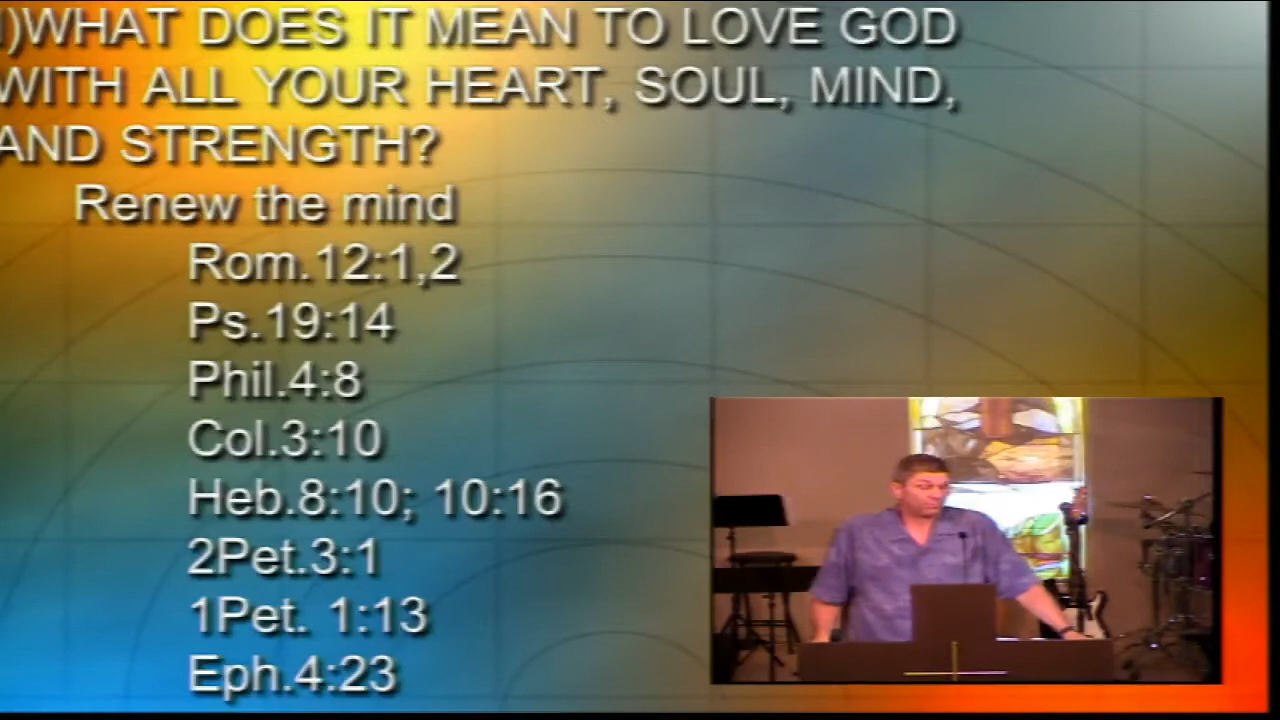 )WHAT DOES IT MEAN TO LOVE GOD
WITH ALL YOUR HEART, SOUL, MIND,
AND STRENGTH?
Renew the mind
Rom.12:1,2
Ps.19:14
Phil.4:8
Col.3:10
Heb.8:10; 10:16
2Pet.3:1
1Pet. 1:13
Eph.4:23